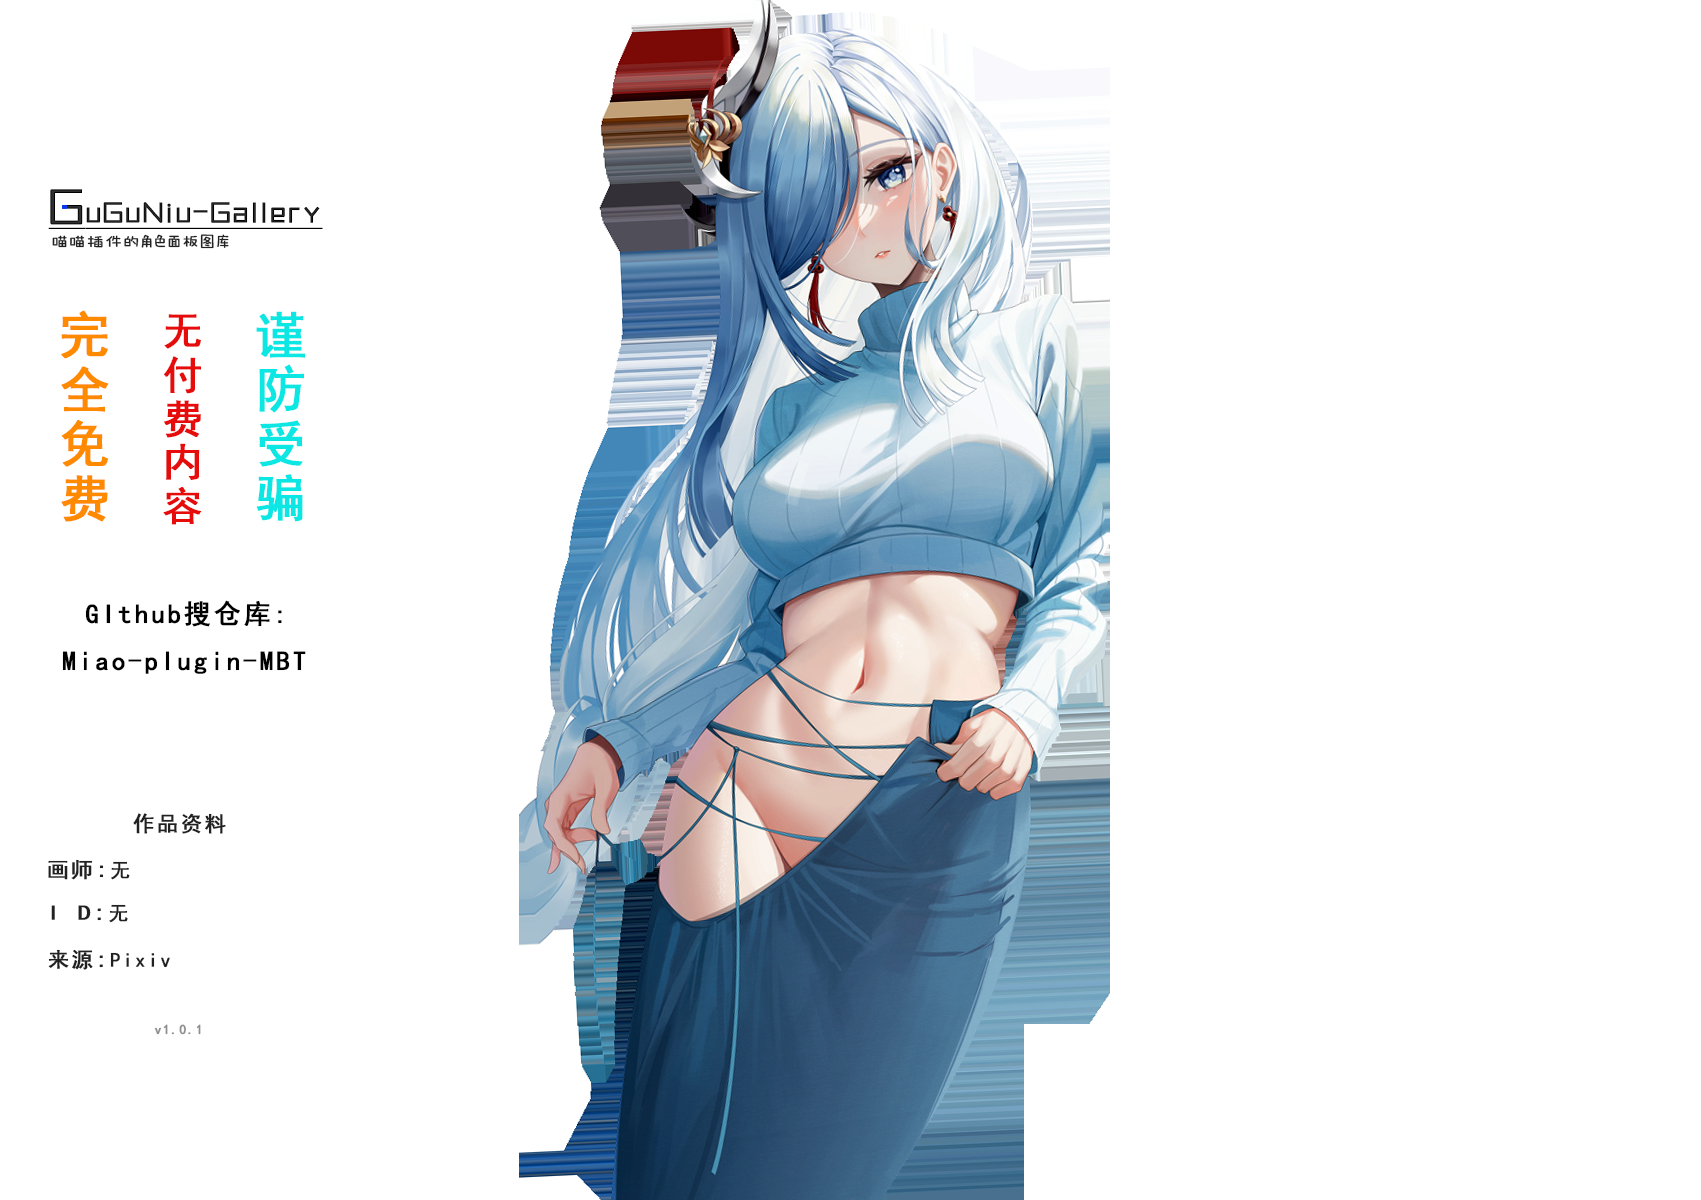 GuGuNiu-Gallery
喵喵插件的角色面板图库
完全免费
无付费内容
谨防受骗
GIthub搜仓库:
Miao-plugin-MBT
作品资料
画师:无
I D:无
来源:Pixiv
v1.0.1